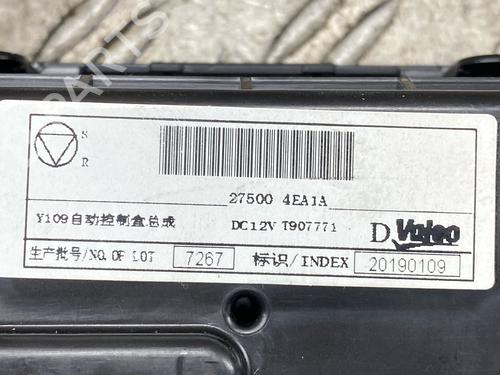 PARTS
S
R
27500 4EA1A
Y109自动控制盒总成 DC12V T907771
D Valeo
生产批号/NO. OF LOT 7267 标识/INDEX 20190109